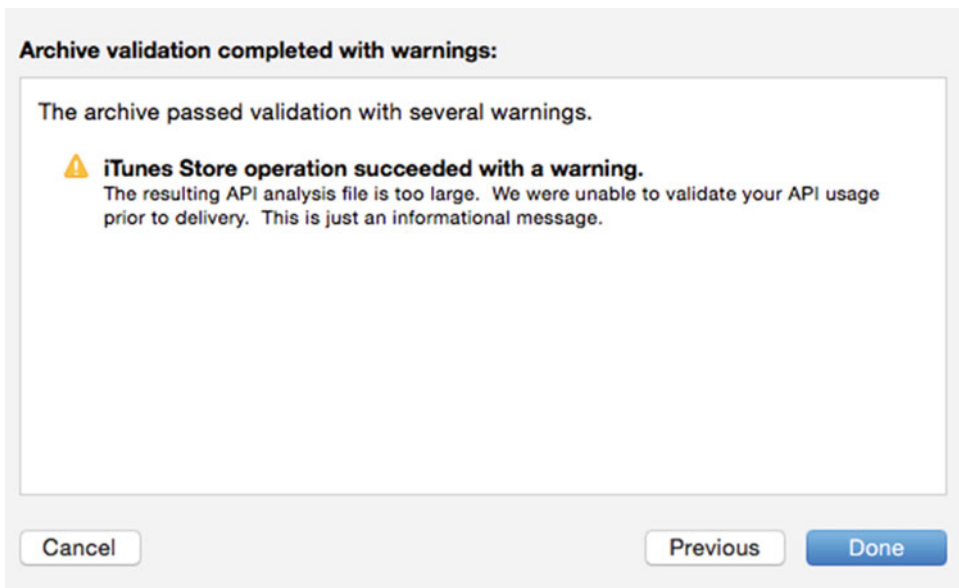 Archive validation completed with warnings:
The archive passed validation with several warnings.
iTunes Store operation succeeded with a warning.
The resulting API analysis file is too large.  We were unable to validate your API usage
prior to delivery.  This is just an informational message.
Cancel
Previous
Done